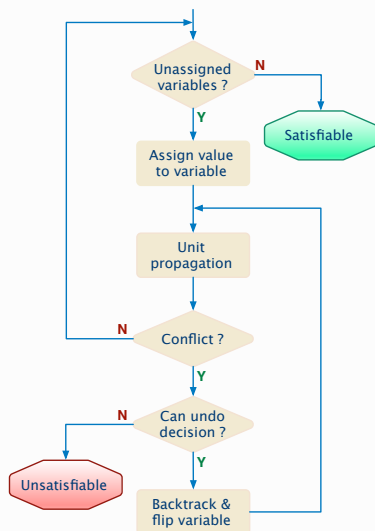 Unassigned
variables ?
N
Y
Satisfiable
Assign value
to variable
Unit
propagation
N
Conflict ?
Y
N
Can undo
decision ?
Unsatisfiable
Y
Backtrack &
flip variable